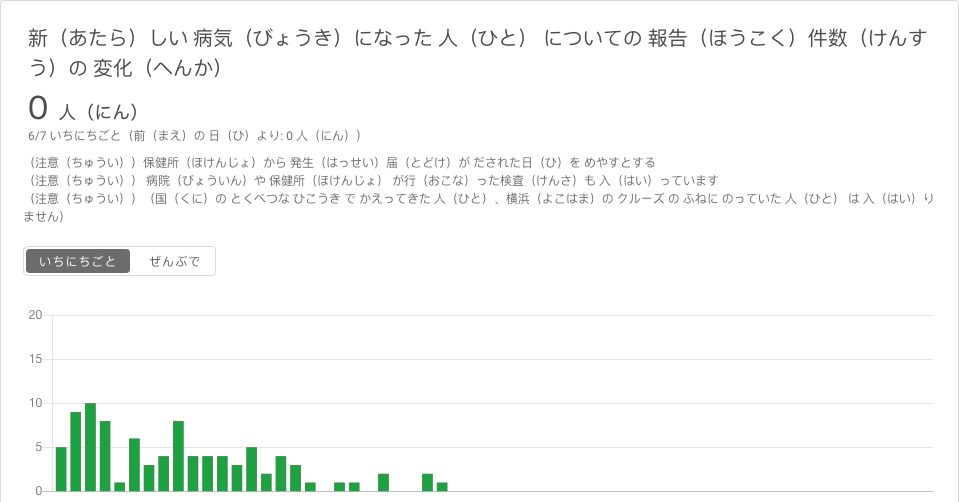 新（あたら）しい 病気（びょうき）になった 人（ひと） についての 報告（ほうこく）件数（けんす
う）の 変化（へんか）
0 人（にん）
6/7 いちにちごと（前（まえ）の 日（ひ）より: 0 人（にん））
（注意（ちゅうい））保健所（ほけんじょ）から 発生（はっせい）届（とどけ）が だされた日（ひ）を めやすとする
（注意（ちゅうい）） 病院（びょういん）や 保健所（ほけんじょ） が行（おこな）った検査（けんさ）も 入（はい）っています
（注意（ちゅうい））（国（くに）の とくべつな ひこうき で かえってきた 人（ひと）、横浜（よこはま）の クルーズ の ふねに のっていた 人（ひと） は 入（はい）り
ません）
いちにちごと ぜんぶで
20
15
10
5
0